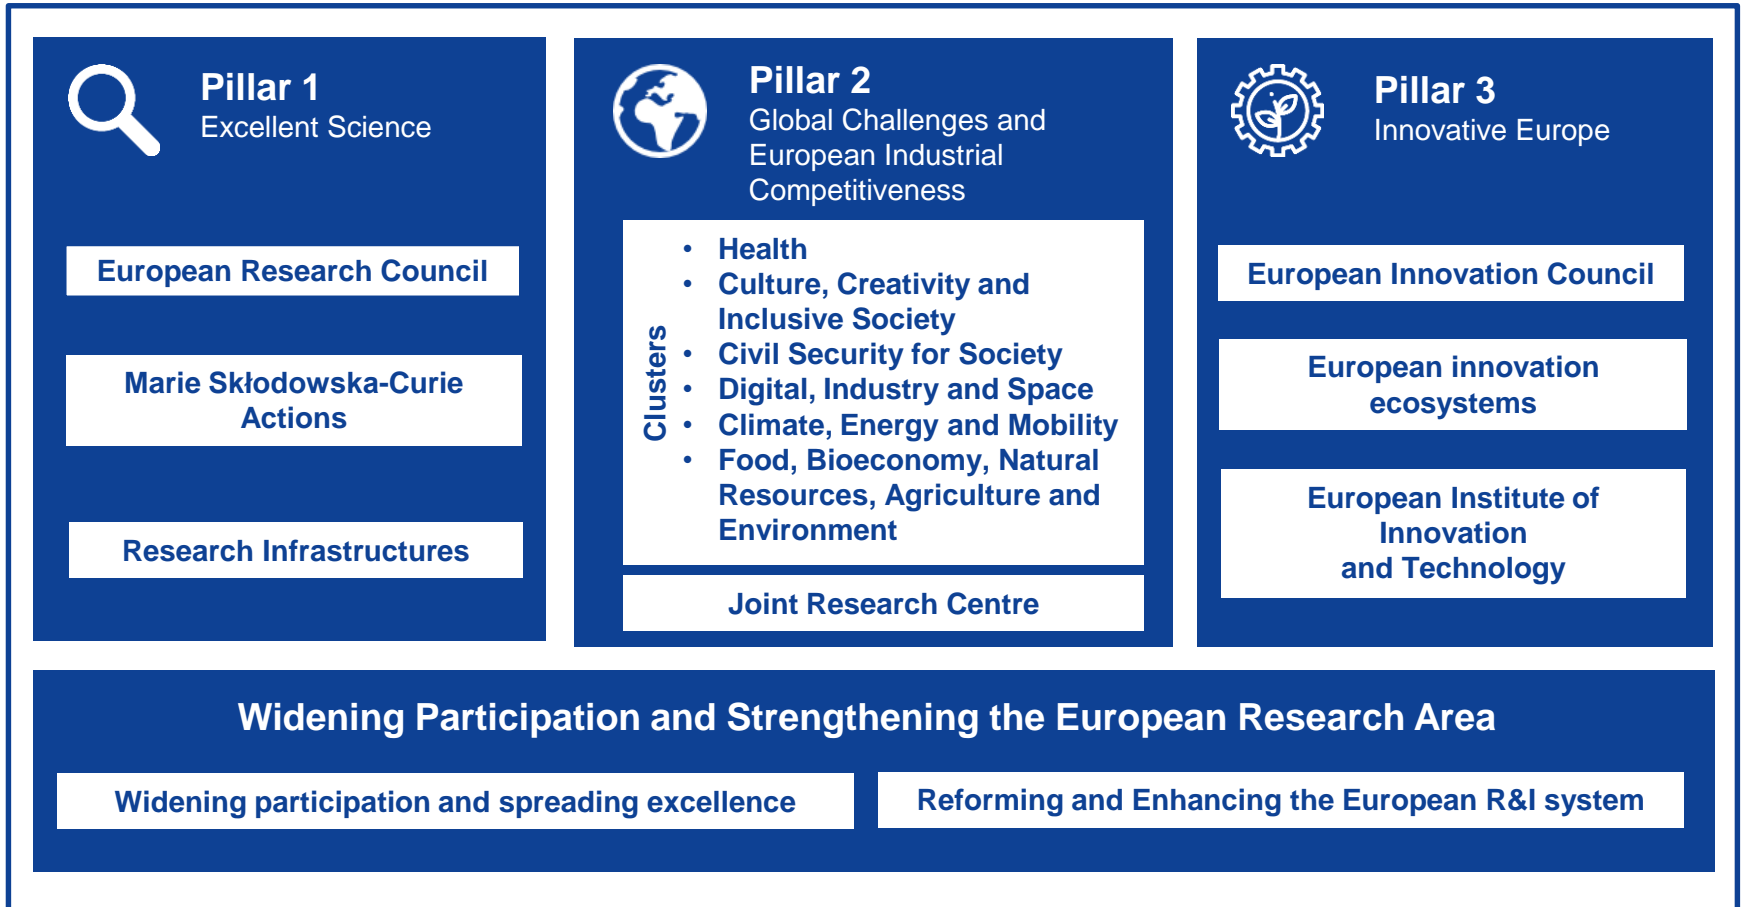 Pillar 1
Excellent Science
European Research Council
Marie Skłodowska-Curie
Actions
Research Infrastructures
Pillar 2
Global Challenges and
European Industrial
Competitiveness
Clusters
• Health
• Culture, Creativity and
Inclusive Society
• Civil Security for Society
• Digital, Industry and Space
• Climate, Energy and Mobility
• Food, Bioeconomy, Natural
Resources, Agriculture and
Environment
Joint Research Centre
Pillar 3
Innovative Europe
European Innovation Council
European innovation
ecosystems
European Institute of
Innovation
and Technology
Widening Participation and Strengthening the European Research Area
Widening participation and spreading excellence
Reforming and Enhancing the European R&I system